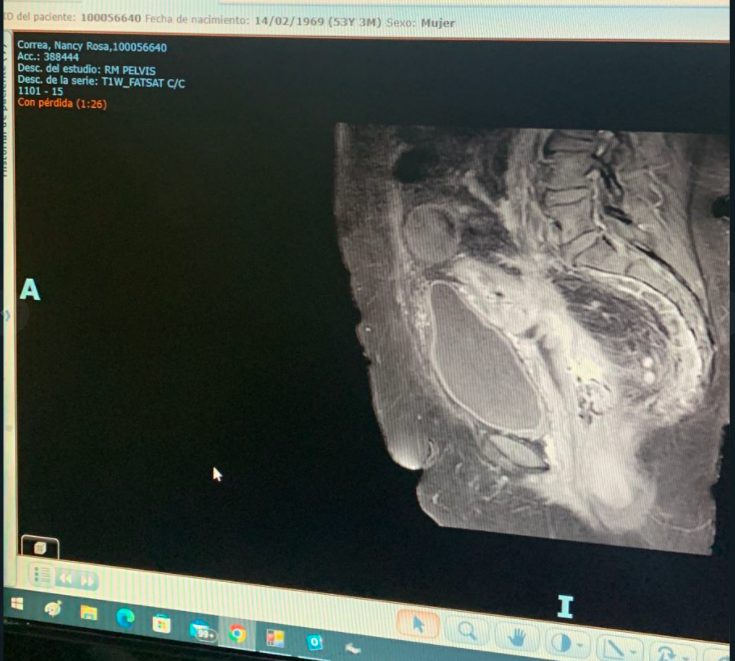 ID del paciente: 100056640 Fecha de nacimiento: 14/02/1969 (53Y 3M) Sexo: Mujer
Correa, Nancy Rosa,100056640
Acc.: 388444
Desc. del estudio: RM PELVIS
Desc. de la serie: T1W_FATSAT C/C
1101 - 15
Con pérdida (1:26)
A
I
99+